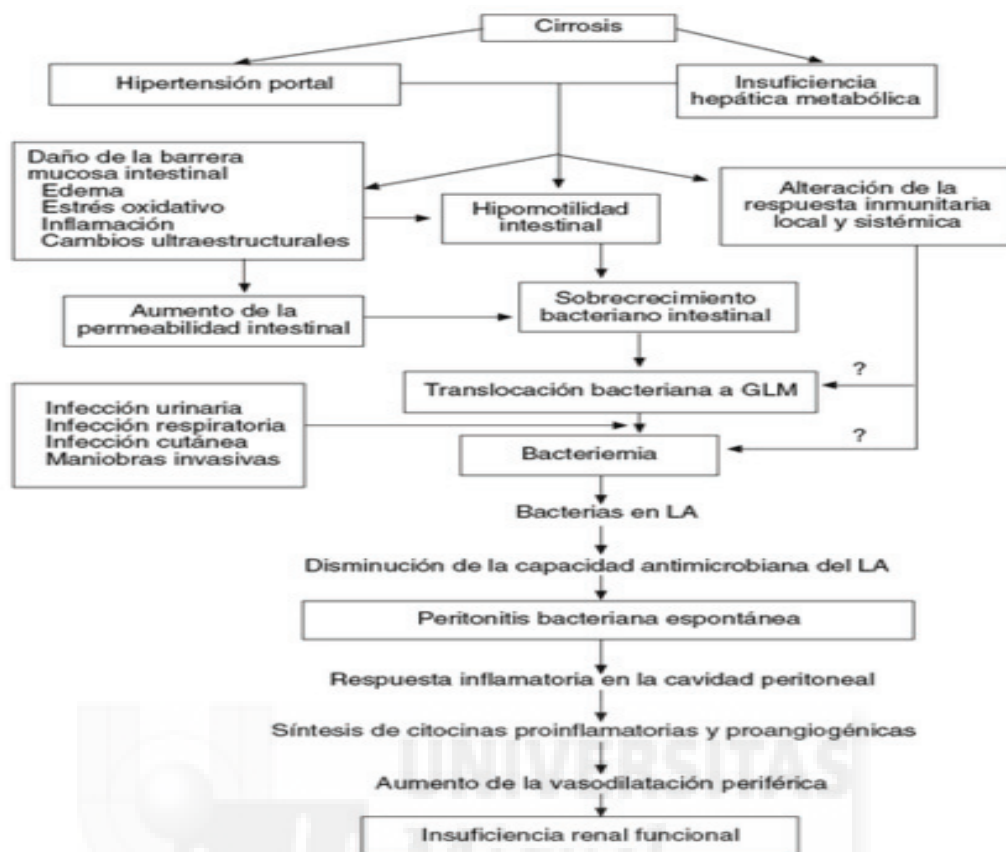 Cirrosis
Hipertensión portal
Insuficiencia
hepática metabólica
Daño de la barrera
mucosa intestinal
Edema
Estrés oxidativo
Inflamación
Cambios ultraestructurales
Hipomotilidad
intestinal
Alteración de la
respuesta inmunitaria
local y sistémica
Aumento de la
permeabilidad intestinal
Sobrecrecimiento
bacteriano intestinal
?
Translocación bacteriana a GLM
Infección urinaria
Infección respiratoria
Infección cutánea
Maniobras invasivas
?
Bacteriemia
Bacterias en LA
Disminución de la capacidad antimicrobiana del LA
Peritonitis bacteriana espontánea
Respuesta inflamatoria en la cavidad peritoneal
Síntesis de citocinas proinflamatorias y proangiogénicas
UNIVERSITAS
Aumento de la vasodilatación periférica
Insuficiencia renal funcional